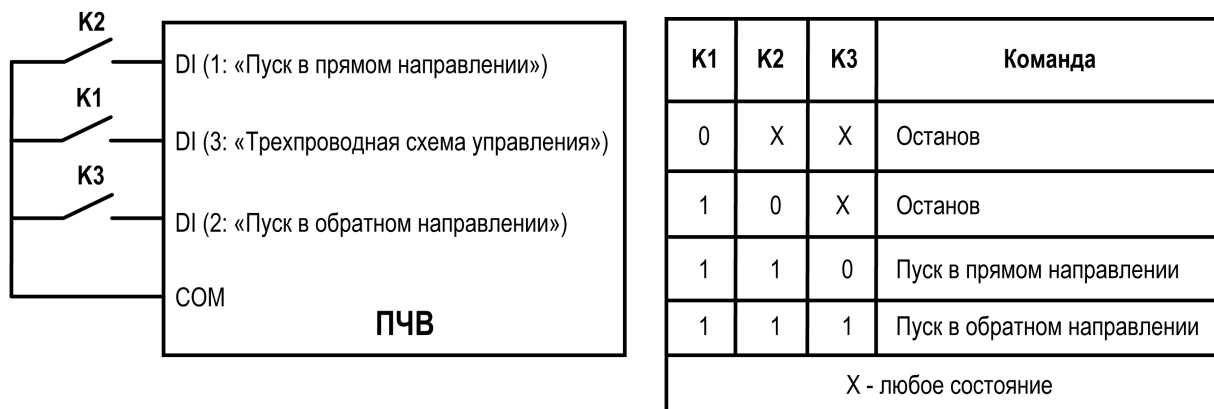 K2
DI (1: «Пуск в прямом направлении»)
K1
DI (3: «Трехпроводная схема управления»)
K3
DI (2: «Пуск в обратном направлении»)
COM
ПЧВ
K1 K2 K3 Команда
0 X X Останов
1 0 X Останов
1 1 0 Пуск в прямом направлении
1 1 1 Пуск в обратном направлении
X - любое состояние